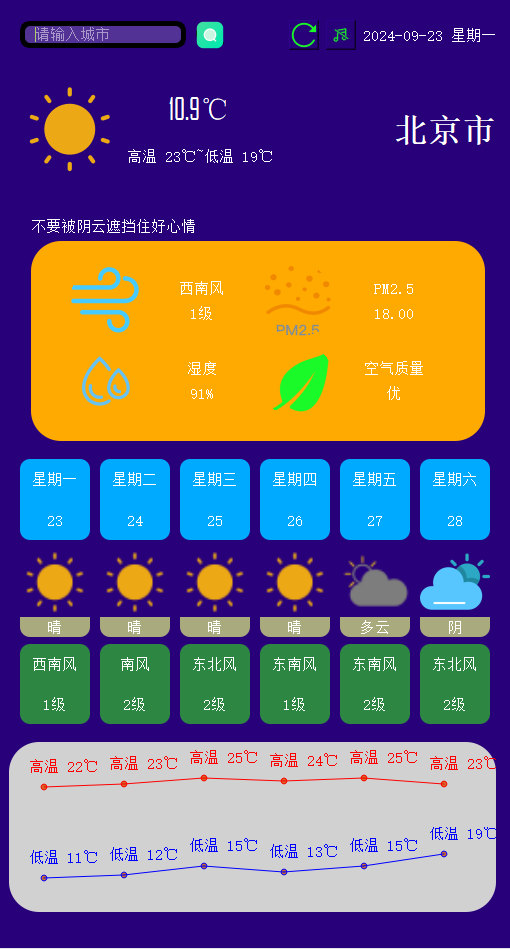 请输入城市
2024-09-23 星期一
10.9℃
高温 23℃~低温 19℃
北京市
不要被阴云遮挡住好心情
西南风 PM2.5
1级 18.00
PM2.5
湿度 空气质量
91% 优
星期一 星期二 星期三 星期四 星期五 星期六
23 24 25 26 27 28
晴 晴 晴 晴 多云 阴
西南风 南风 东北风 东南风 东南风 东北风
1级 2级 2级 1级 2级 2级
高温 22℃ 高温 23℃ 高温 25℃ 高温 24℃ 高温 25℃ 高温 23℃
低温 11℃ 低温 12℃ 低温 15℃ 低温 13℃ 低温 15℃ 低温 19℃